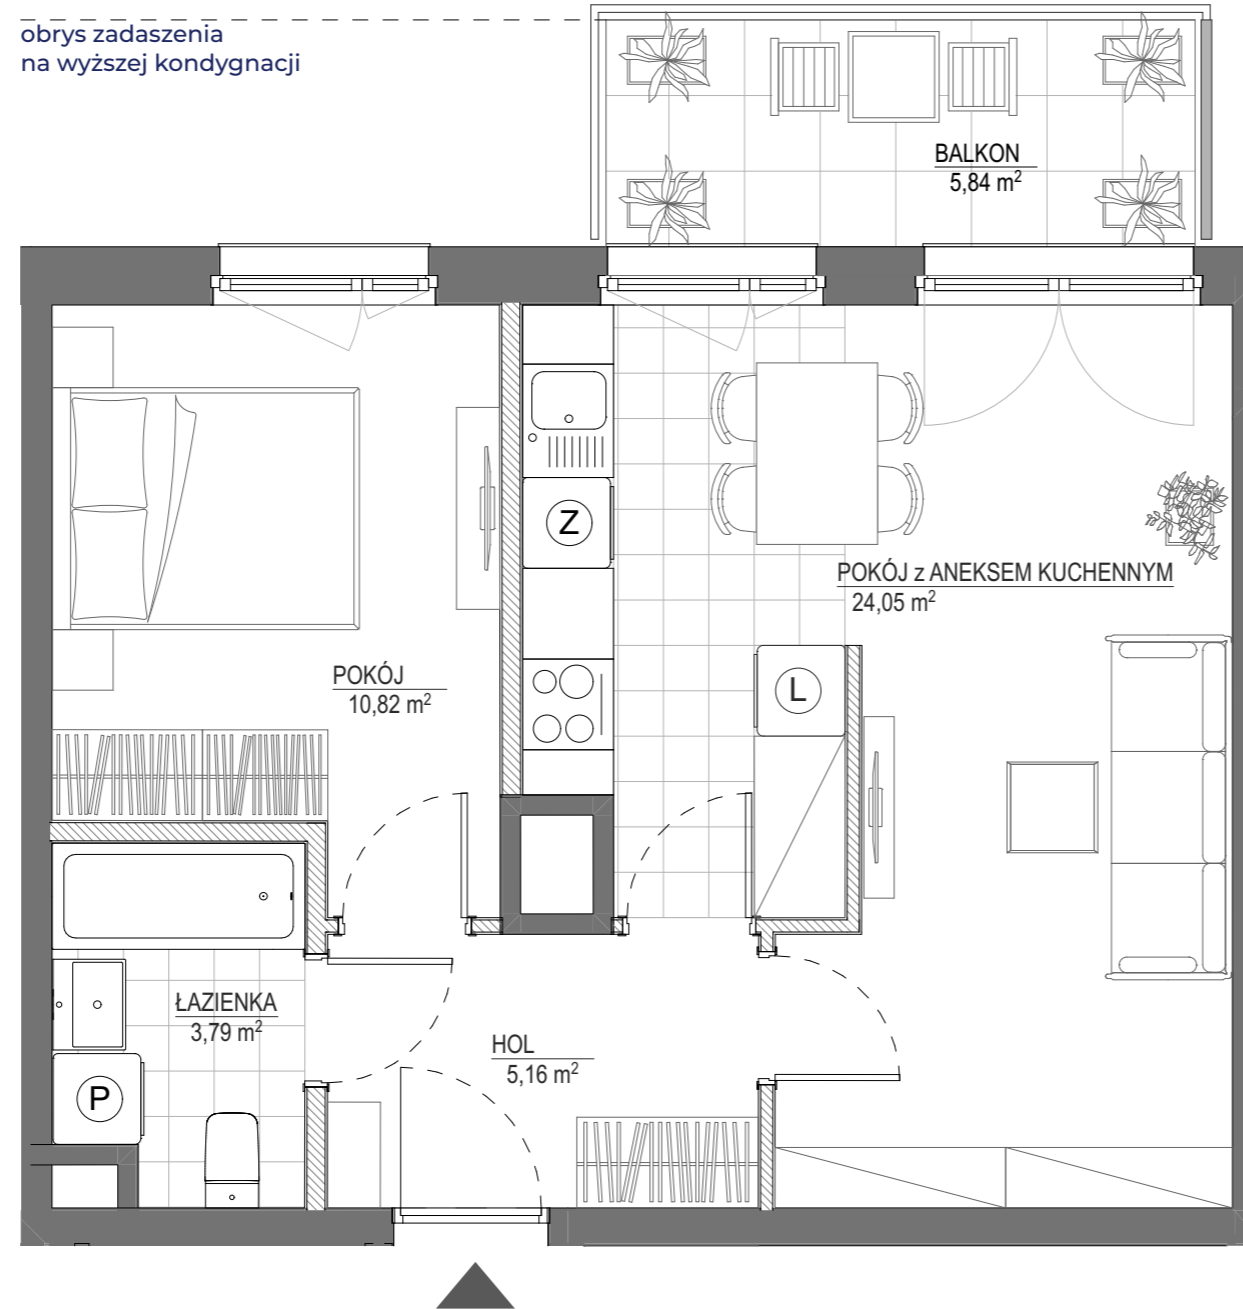 obrys zadaszenia
na wyższej kondygnacji
BALKON
5,84 m²
Z
POKÓJ z ANEKSEM KUCHENNYM
24,05 m²
POKÓJ
10,82 m²
L
ŁAZIENKA
3,79 m²
HOL
5,16 m²
P